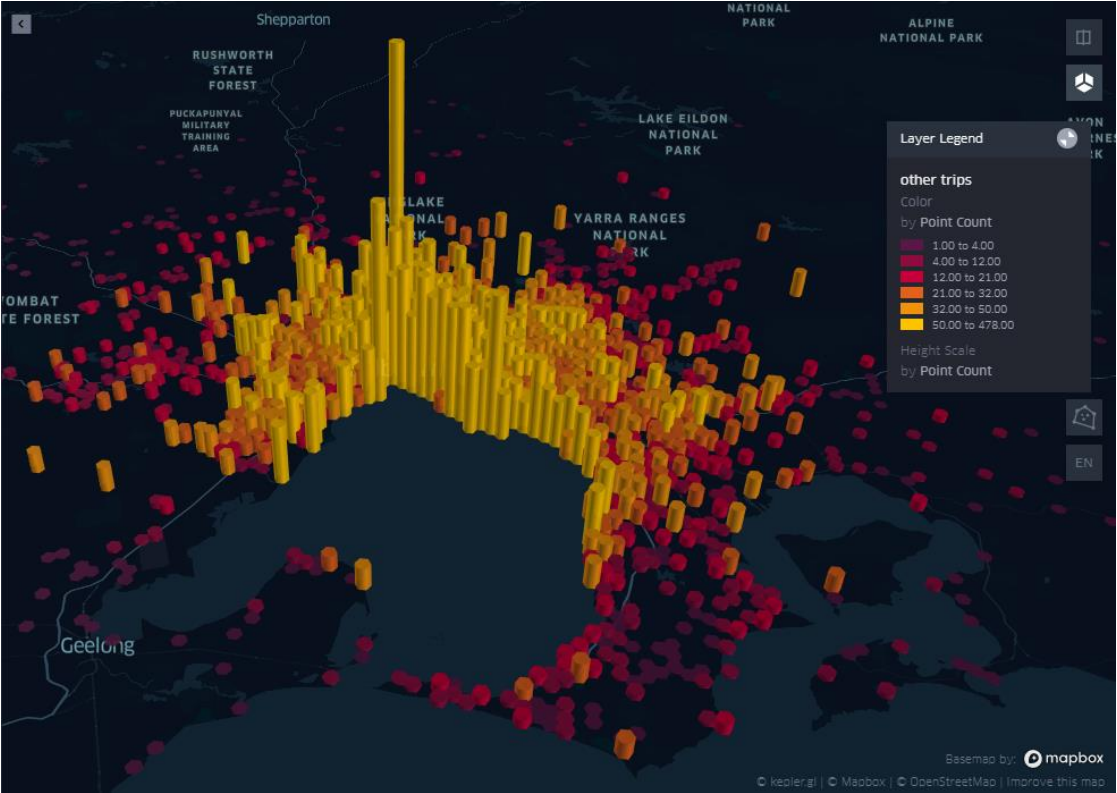 Shepparton
NATIONAL
PARK
ALPINE
NATIONAL PARK
RUSHWORTH
STATE
FOREST
PUCKAPUNYAL
MILITARY
TRAINING
AREA
LAKE EILDON
NATIONAL
PARK
Layer Legend
other trips
Color
by Point Count
1.00 to 4.00
4.00 to 12.00
12.00 to 21.00
21.00 to 32.00
32.00 to 50.00
50.00 to 478.00
Height Scale
by Point Count
YARRA RANGES
NATIONAL
EN
Geelong
Basemap by: mapbox
© kepler.gl | © Mapbox | © OpenStreetMap | Improve this map